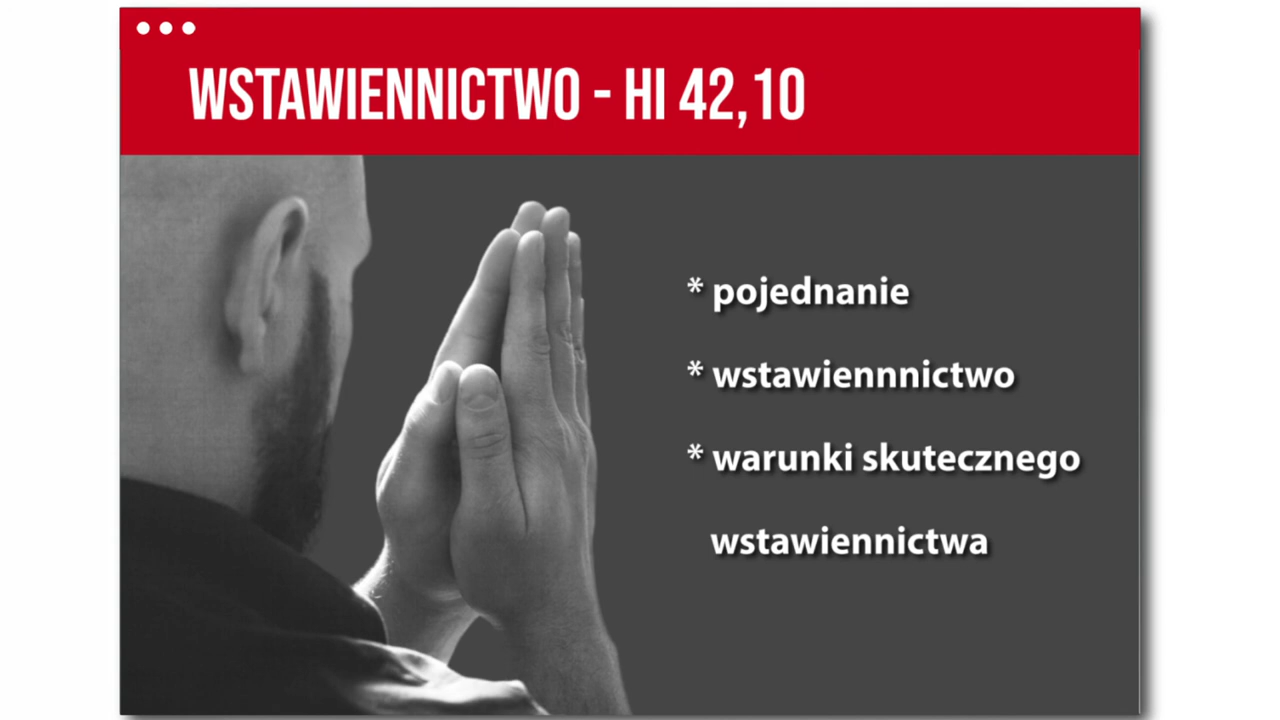 WSTAWIENNICTWO - HI 42,10
* pojednanie
* wstawiennnictwo
* warunki skutecznego
wstawiennictwa